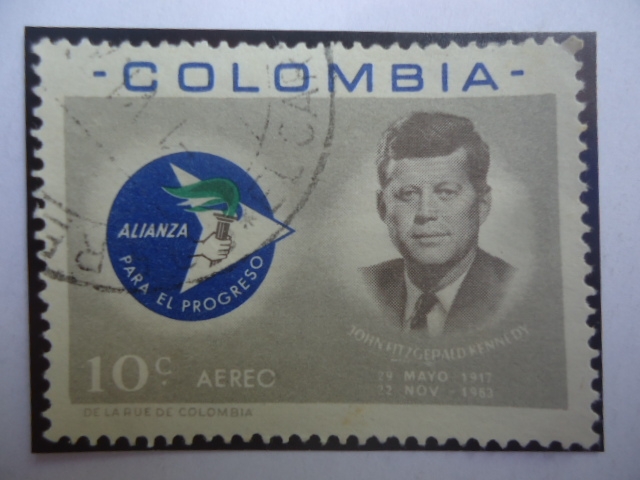 - COLOMBIA -
ALIANZA
PARA EL PROGRESO
JOHN FITZGERALD KENNEDY
29 MAYO 1917
22 NOV - 1963
10 c. AEREO
DE LA RUE DE COLOMBIA